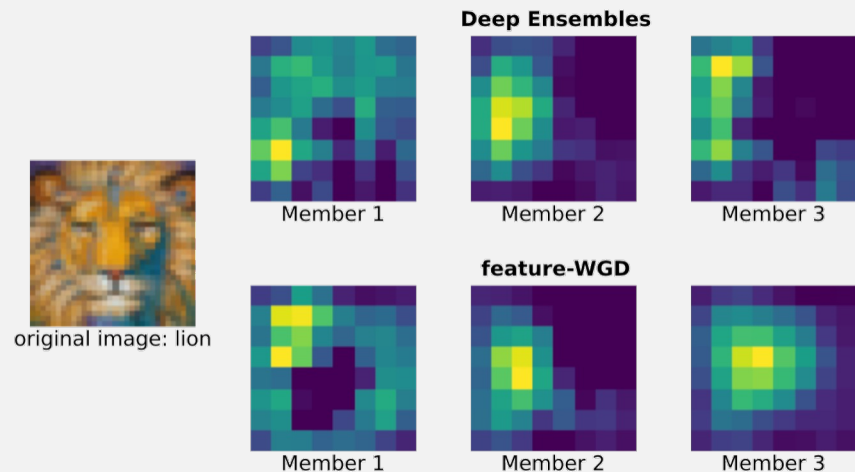 Deep Ensembles
Member 1
Member 2
Member 3
original image: lion
feature-WGD
Member 1
Member 2
Member 3